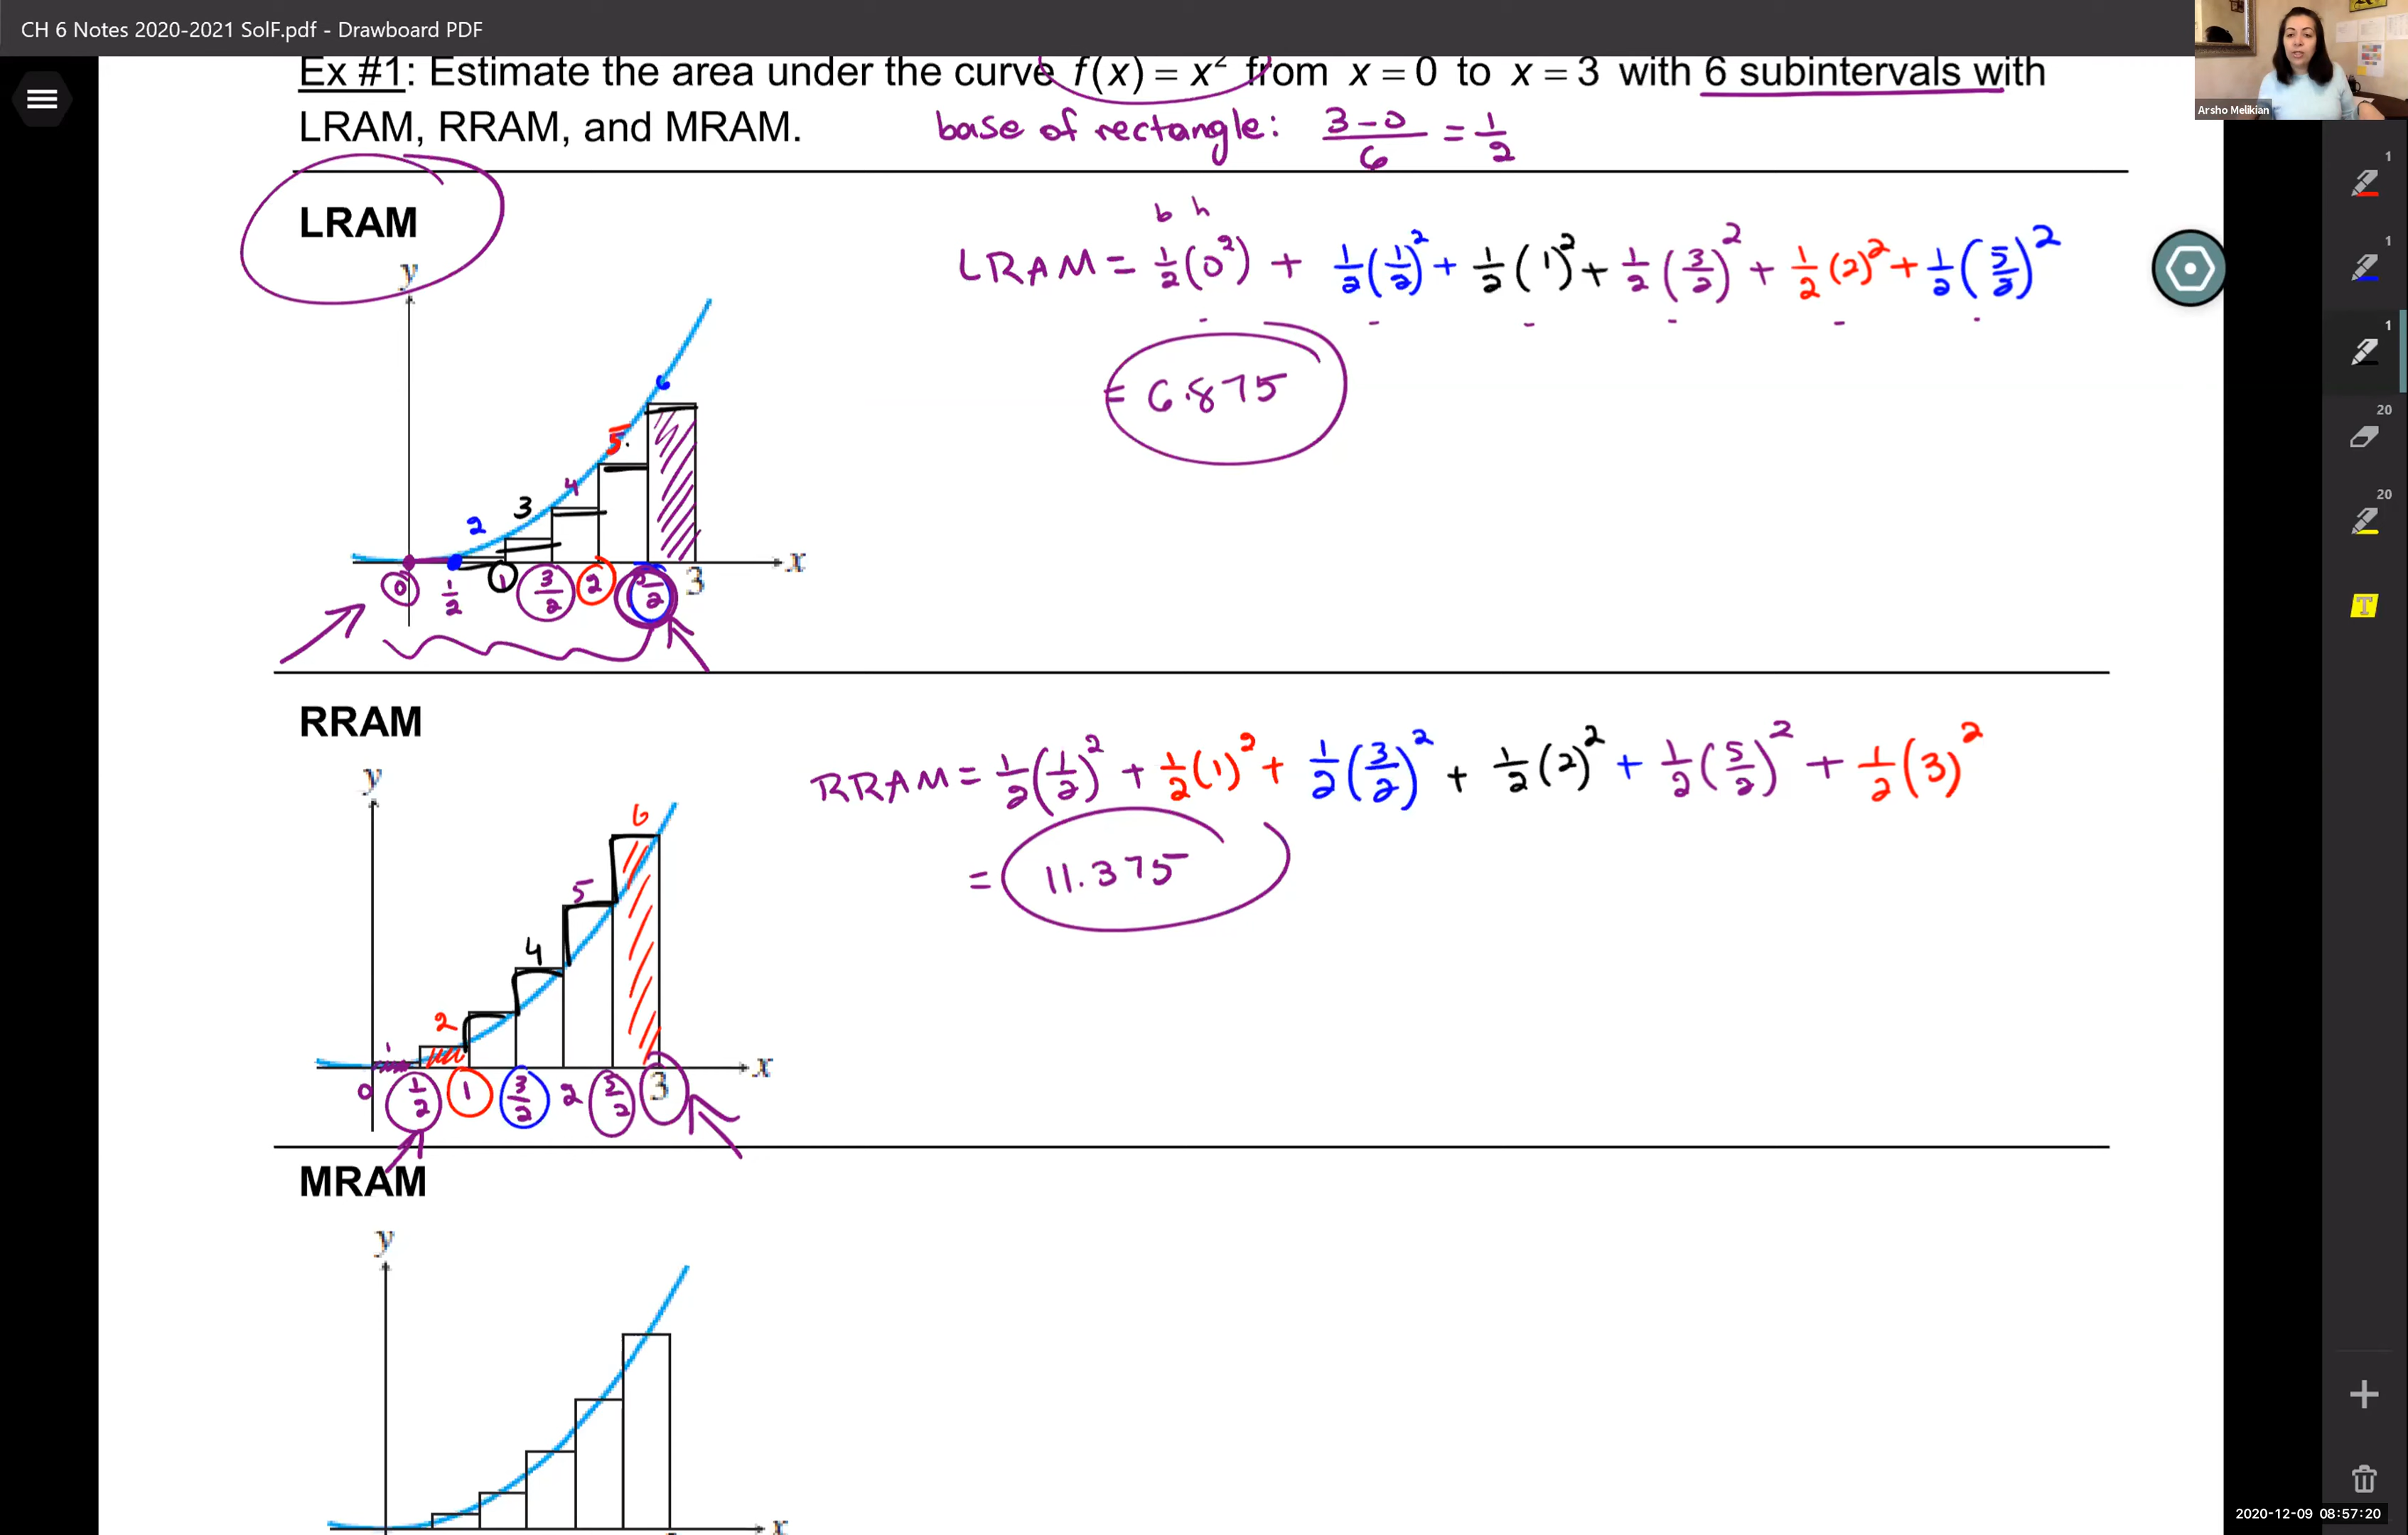 CH 6 Notes 2020-2021 SolF.pdf - Drawboard PDF
Arsho Melikian
Ex #1: Estimate the area under the curve f(x) = x² from x = 0 to x = 3 with 6 subintervals with
LRAM, RRAM, and MRAM.
base of rectangle: (3-0)/6 = 1/2
LRAM
b h
LRAM = 1/2(0²) + 1/2(1/2)² + 1/2(1)² + 1/2(3/2)² + 1/2(2)² + 1/2(5/2)²
= 6.875
y
6
5
4
3
2
x
0 1/2 1 3/2 2 5/2 3
RRAM
RRAM = 1/2(1/2)² + 1/2(1)² + 1/2(3/2)² + 1/2(2)² + 1/2(5/2)² + 1/2(3)²
= 11.375
y
6
5
4
2
1
x
0 1/2 1 3/2 2 5/2 3
MRAM
y
x
1
1
1
20
20
T
2020-12-09 08:57:20